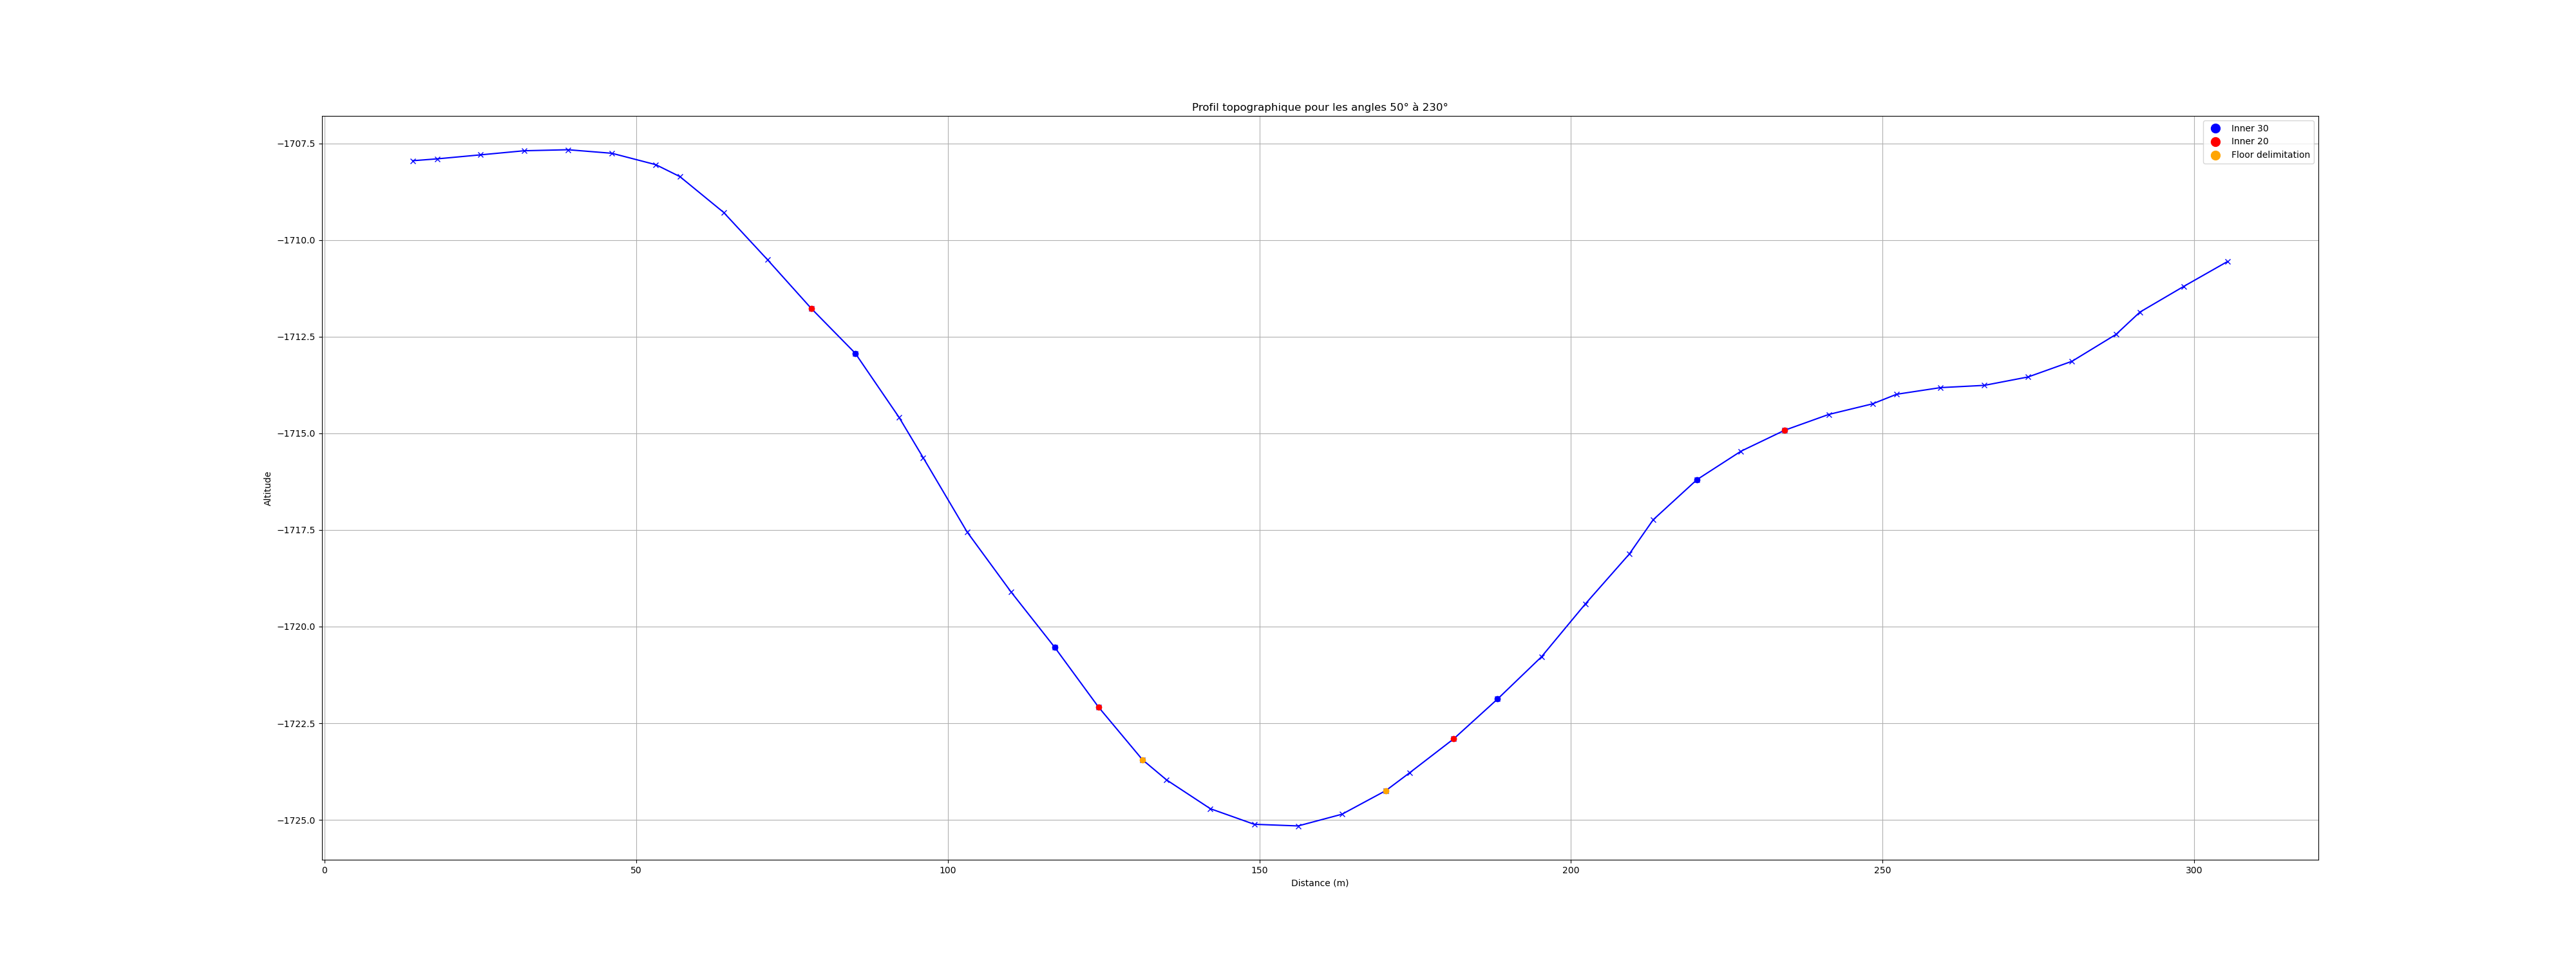 Profil topographique pour les angles 50° à 230°
Inner 30
Inner 20
Floor delimitation
−1707.5
−1710.0
−1712.5
−1715.0
−1717.5
−1720.0
−1722.5
−1725.0
Altitude
0 50 100 150 200 250 300
Distance (m)